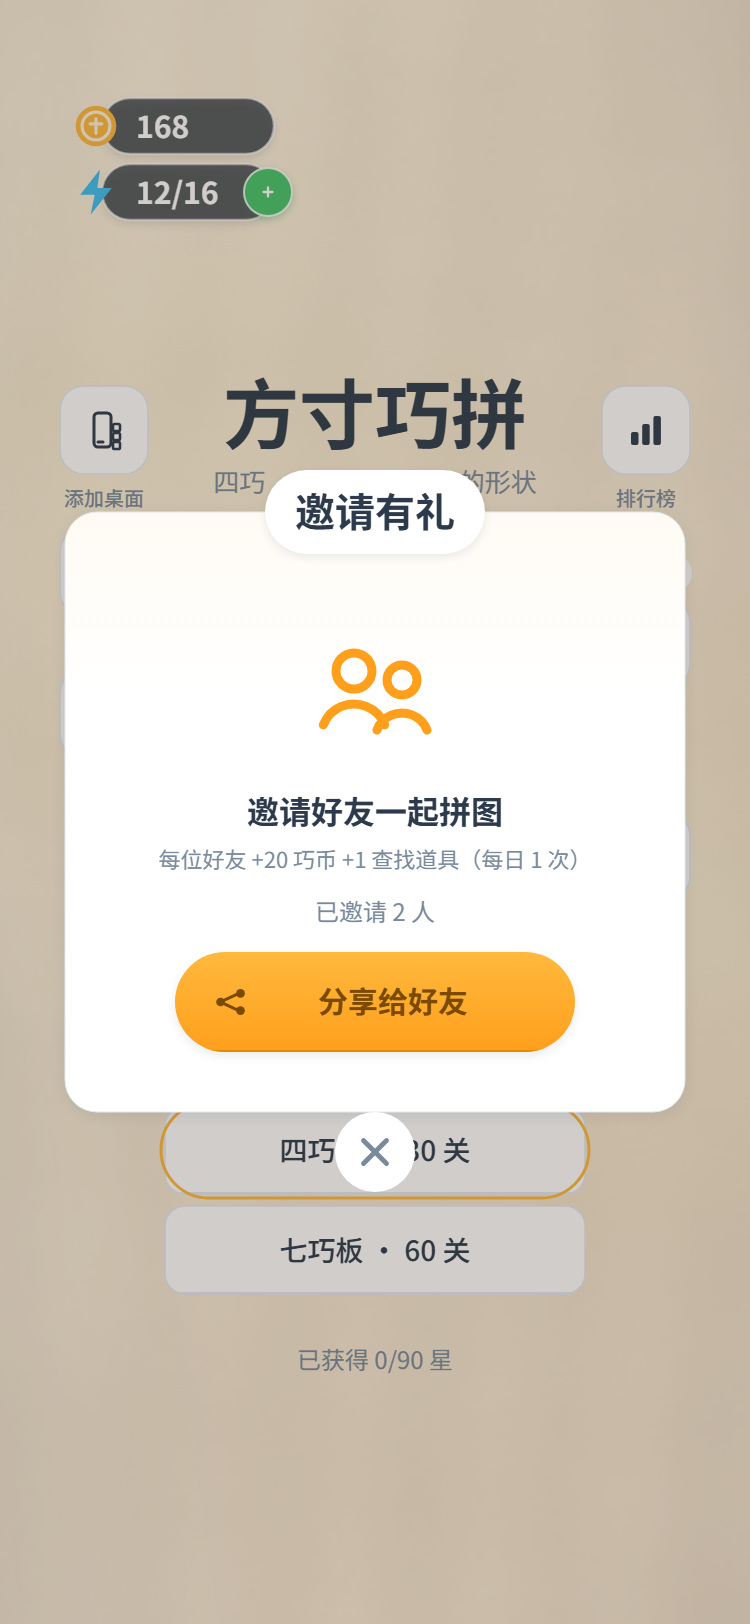 168
12/16
方寸巧拼
添加桌面
四巧
的形状
排行榜
邀请有礼
邀请好友一起拼图
每位好友 +20 巧币 +1 查找道具（每日 1 次）
已邀请 2 人
分享给好友
四巧 30 关
七巧板 · 60 关
已获得 0/90 星